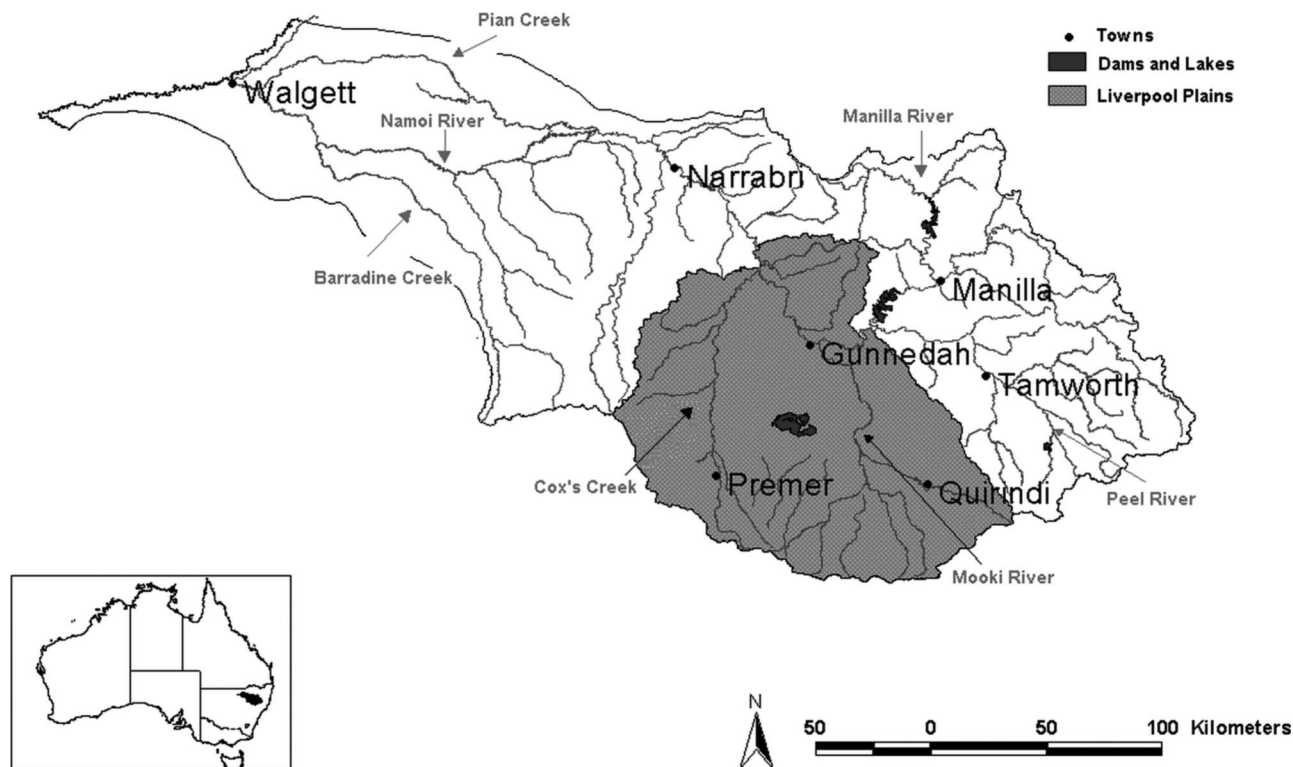 Pian Creek
Towns
Dams and Lakes
Liverpool Plains
Walgett
Namoi River
Manilla River
Narrabri
Barradine Creek
Manilla
Gunnedah
Tamworth
Cox's Creek
Premer
Quirindi
Peel River
Mooki River
N
50 0 50 100 Kilometers